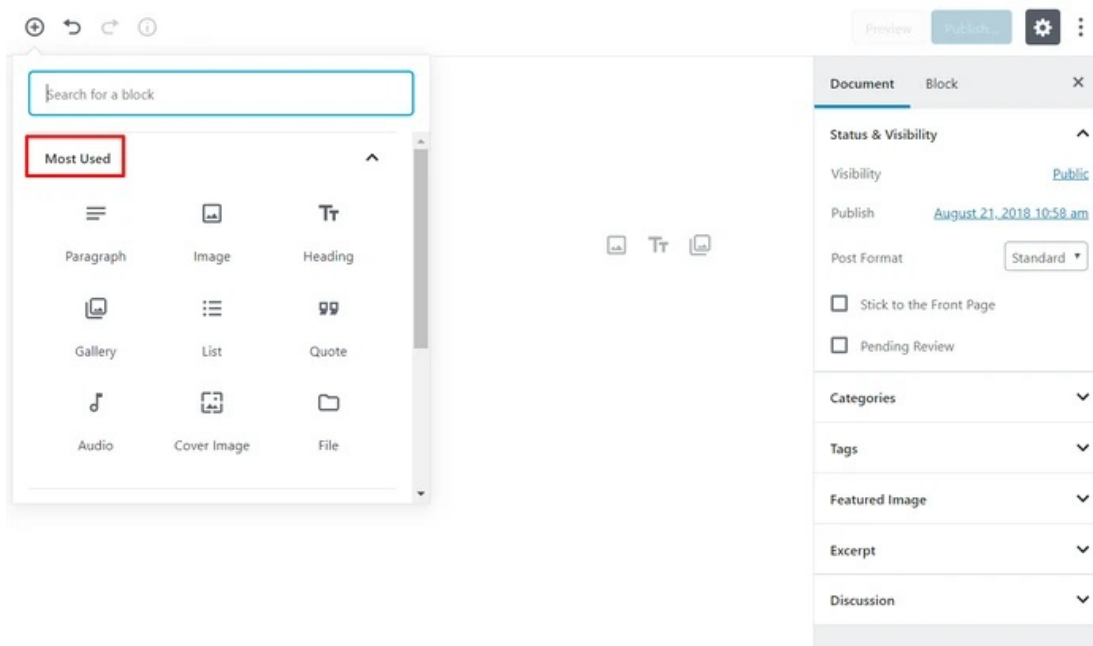 Preview
Publish...
Search for a block
Most Used
Paragraph Image Heading
Gallery List Quote
Audio Cover Image File
Document Block
Status & Visibility
Visibility Public
Publish August 21, 2018 10:58 am
Post Format Standard
Stick to the Front Page
Pending Review
Categories
Tags
Featured Image
Excerpt
Discussion